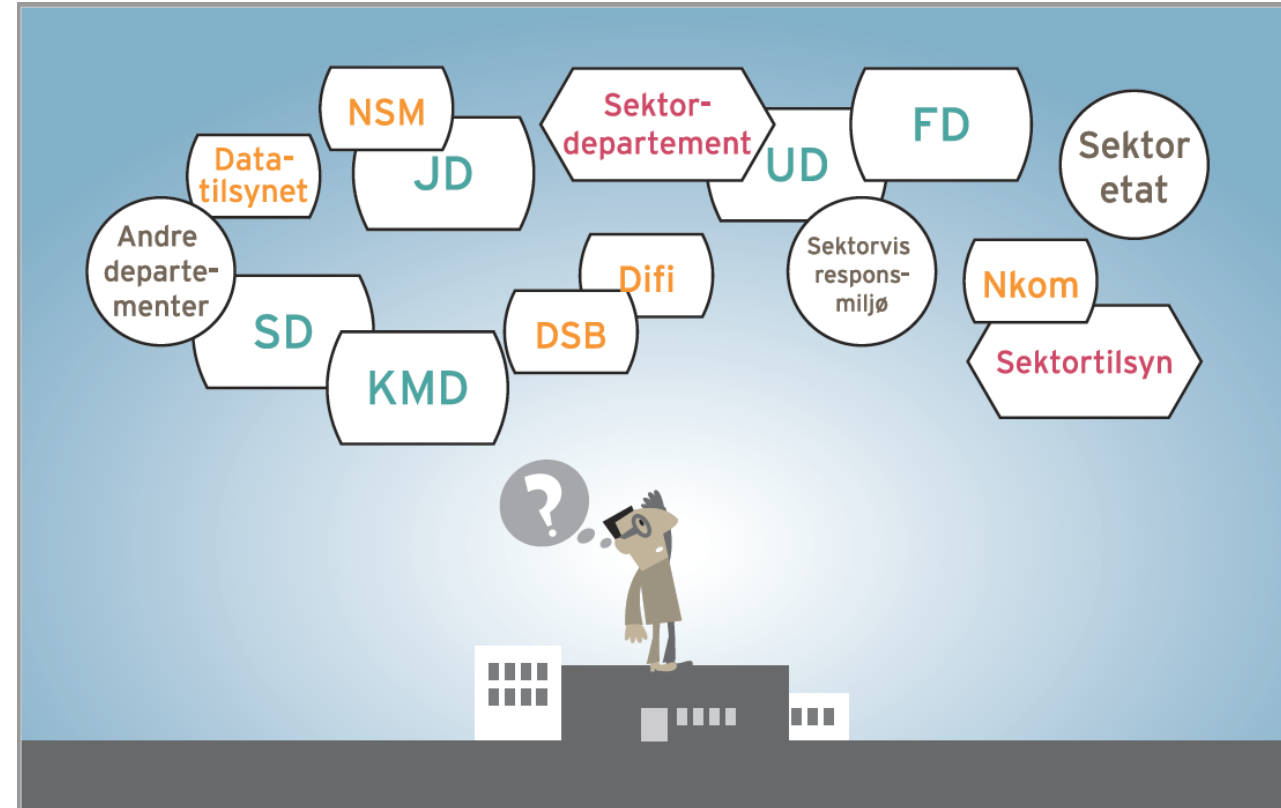 NSM
JD
Sektor-
departement
UD
FD
Sektor
etat
Data-
tilsynet
Andre
departe-
menter
SD
KMD
DSB
Difi
Sektorvis
respons-
miljø
Nkom
Sektortilsyn
?